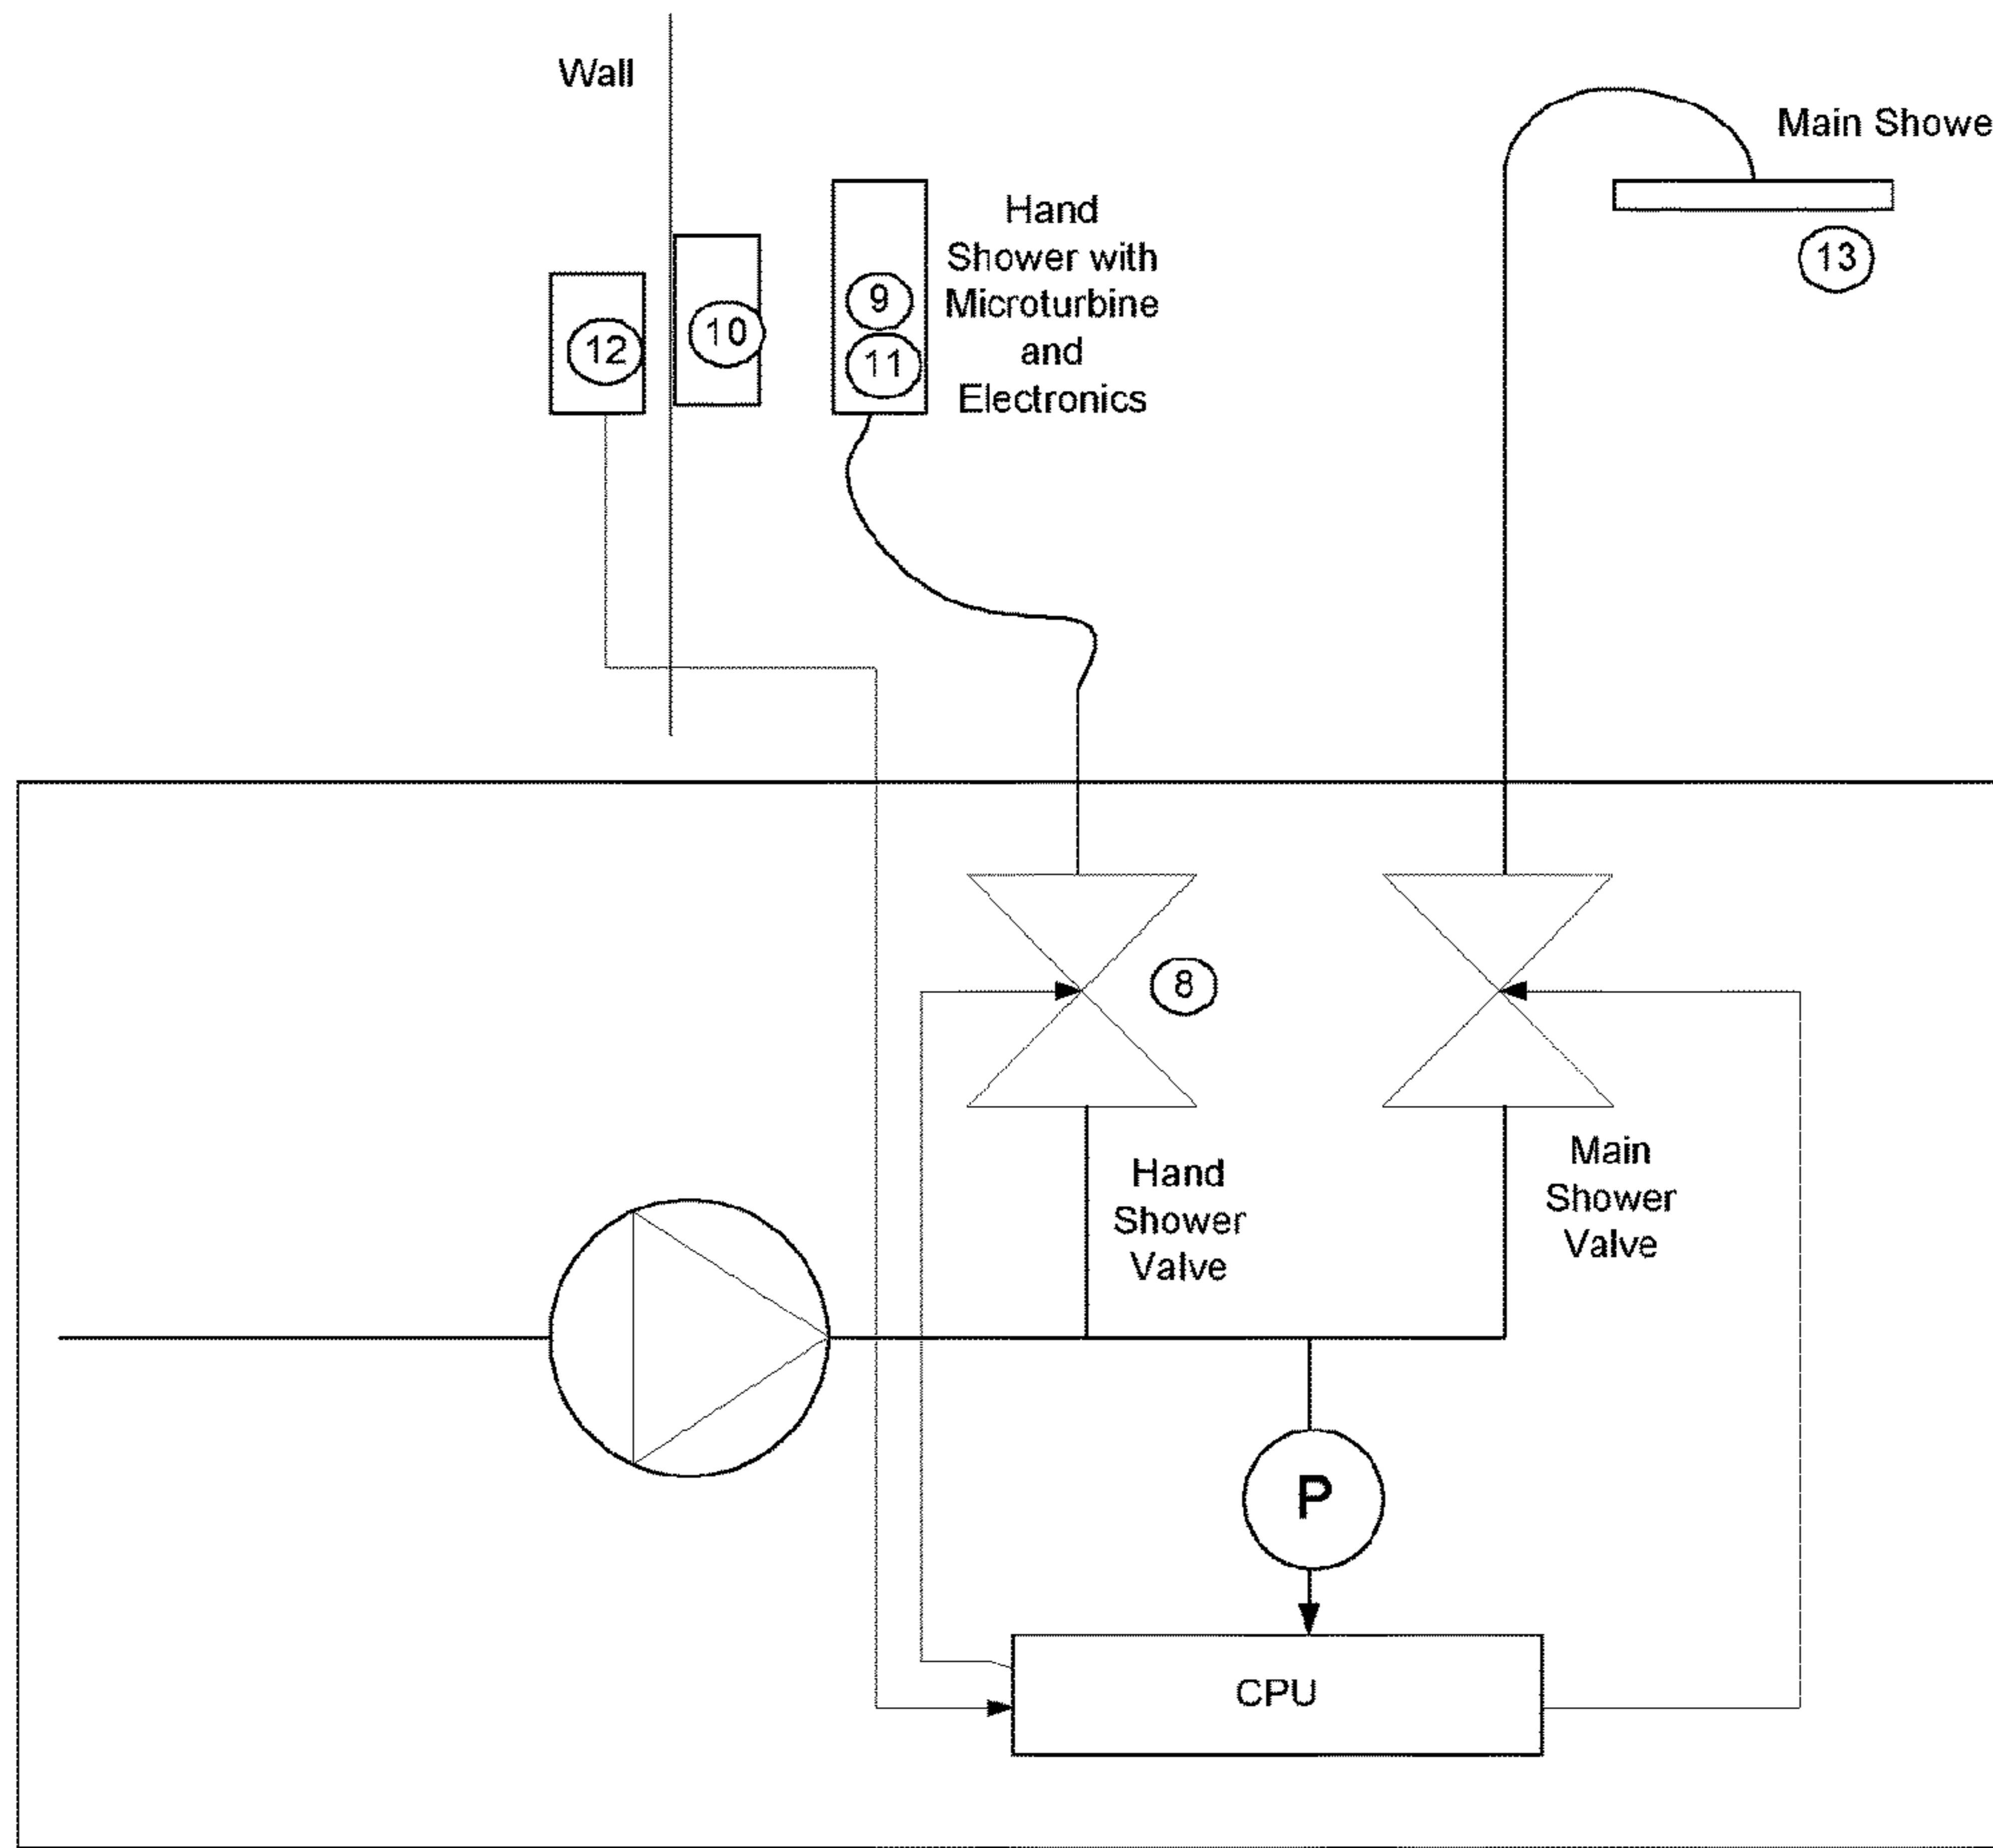 Wall
Main Showe
Hand
Shower with
Microturbine
and
Electronics
13
9
10
12
11
8
Hand
Shower
Valve
Main
Shower
Valve
P
CPU